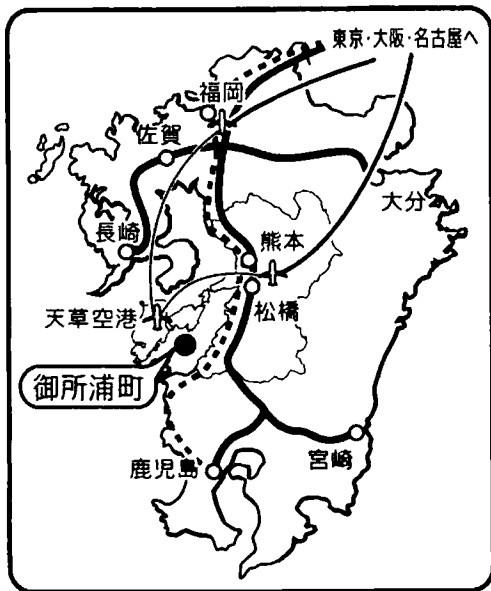 東京・大阪・名古屋へ
福岡
佐賀
大分
長崎
熊本
天草空港
松橋
御所浦町
宮崎
鹿児島